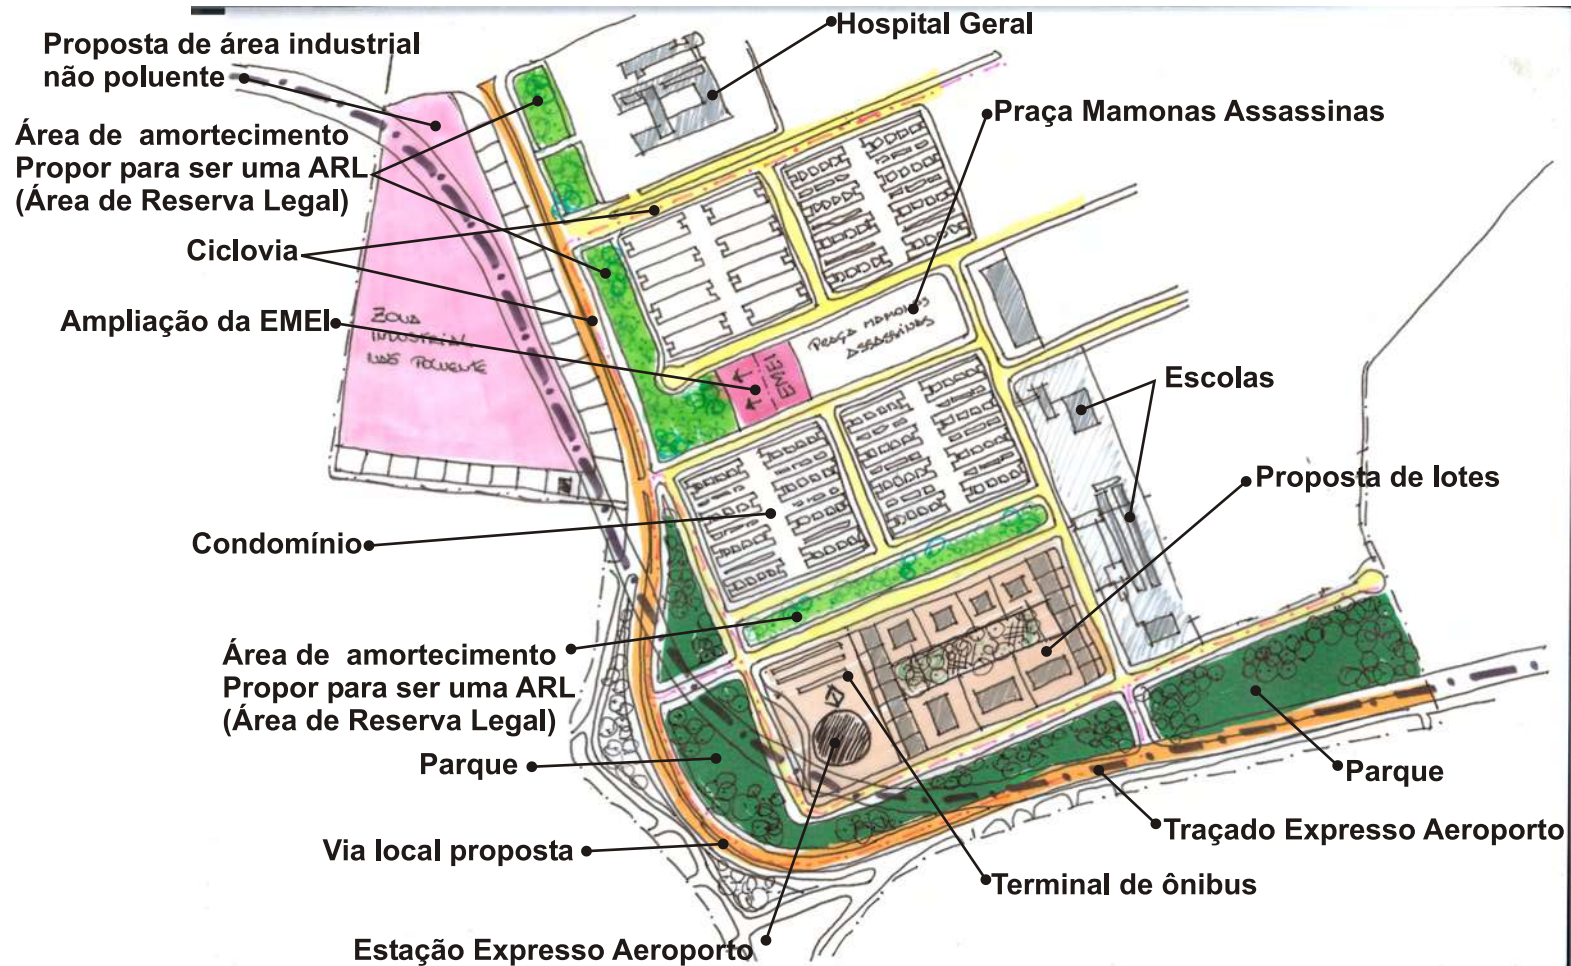 Hospital Geral
Proposta de área industrial
não poluente
Praça Mamonas Assassinas
Área de amortecimento
Propor para ser uma ARL
(Área de Reserva Legal)
Ciclovia
Ampliação da EMEI
ZONA
INDUSTRIAL
NÃO POLUENTE
PRAÇA MAMONAS
ASSASSINAS
EMEI
Escolas
Proposta de lotes
Condomínio
Área de amortecimento
Propor para ser uma ARL
(Área de Reserva Legal)
Parque
Parque
Traçado Expresso Aeroporto
Via local proposta
Terminal de ônibus
Estação Expresso Aeroporto